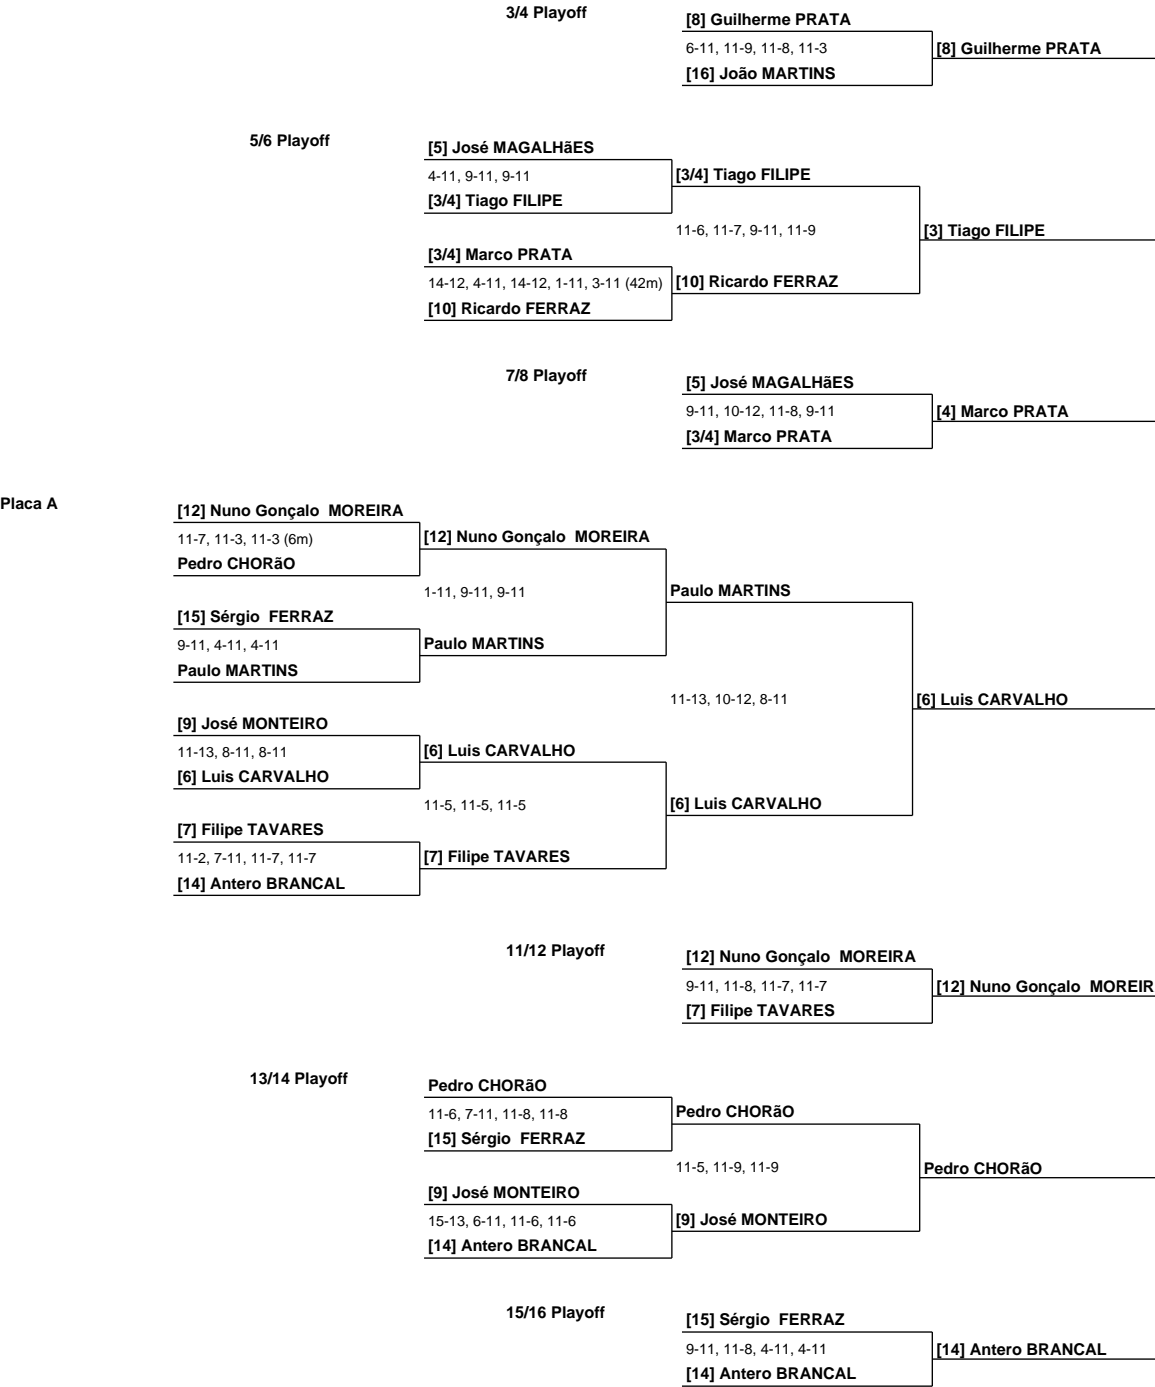 3/4 Playoff
[8] Guilherme PRATA
6-11, 11-9, 11-8, 11-3
[8] Guilherme PRATA
[16] João MARTINS
5/6 Playoff
[5] José MAGALHãES
4-11, 9-11, 9-11
[3/4] Tiago FILIPE
[3/4] Tiago FILIPE
11-6, 11-7, 9-11, 11-9
[3] Tiago FILIPE
[3/4] Marco PRATA
14-12, 4-11, 14-12, 1-11, 3-11 (42m)
[10] Ricardo FERRAZ
[10] Ricardo FERRAZ
7/8 Playoff
[5] José MAGALHãES
9-11, 10-12, 11-8, 9-11
[4] Marco PRATA
[3/4] Marco PRATA
Placa A
[12] Nuno Gonçalo  MOREIRA
11-7, 11-3, 11-3 (6m)
[12] Nuno Gonçalo  MOREIRA
Pedro CHORãO
1-11, 9-11, 9-11
Paulo MARTINS
[15] Sérgio  FERRAZ
9-11, 4-11, 4-11
Paulo MARTINS
Paulo MARTINS
11-13, 10-12, 8-11
[6] Luis CARVALHO
[9] José MONTEIRO
11-13, 8-11, 8-11
[6] Luis CARVALHO
[6] Luis CARVALHO
11-5, 11-5, 11-5
[6] Luis CARVALHO
[7] Filipe TAVARES
11-2, 7-11, 11-7, 11-7
[7] Filipe TAVARES
[14] Antero BRANCAL
11/12 Playoff
[12] Nuno Gonçalo  MOREIRA
9-11, 11-8, 11-7, 11-7
[12] Nuno Gonçalo  MOREIR
[7] Filipe TAVARES
13/14 Playoff
Pedro CHORãO
11-6, 7-11, 11-8, 11-8
Pedro CHORãO
[15] Sérgio  FERRAZ
11-5, 11-9, 11-9
Pedro CHORãO
[9] José MONTEIRO
15-13, 6-11, 11-6, 11-6
[9] José MONTEIRO
[14] Antero BRANCAL
15/16 Playoff
[15] Sérgio  FERRAZ
9-11, 11-8, 4-11, 4-11
[14] Antero BRANCAL
[14] Antero BRANCAL